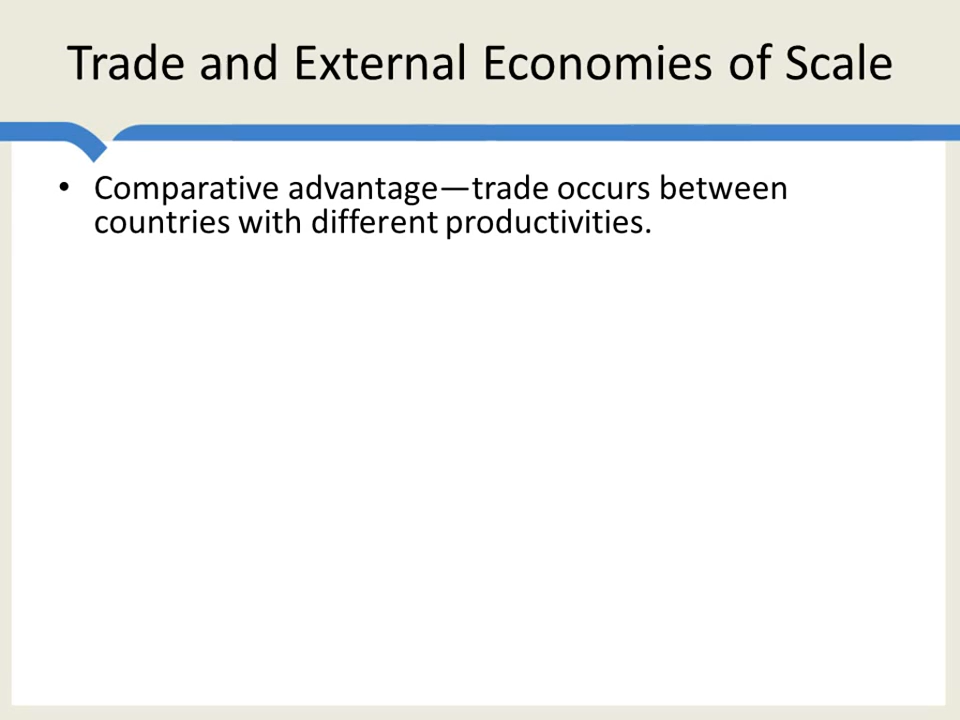 Trade and External Economies of Scale
• Comparative advantage—trade occurs between
countries with different productivities.